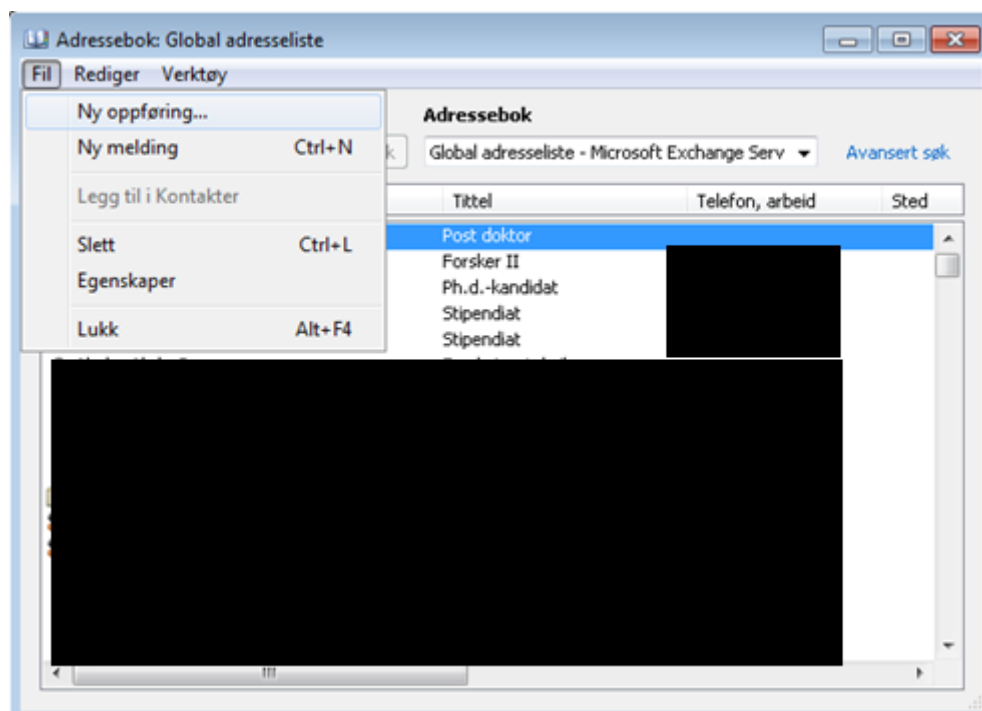 Adressebok: Global adresseliste
Fil Rediger Verktøy
Ny oppføring...
Ny melding Ctrl+N
Legg til i Kontakter
Slett Ctrl+L
Egenskaper
Lukk Alt+F4
Adressebok
Global adresseliste - Microsoft Exchange Serv Avansert søk
Tittel Telefon, arbeid Sted
Post doktor
Forsker II
Ph.d.-kandidat
Stipendiat
Stipendiat